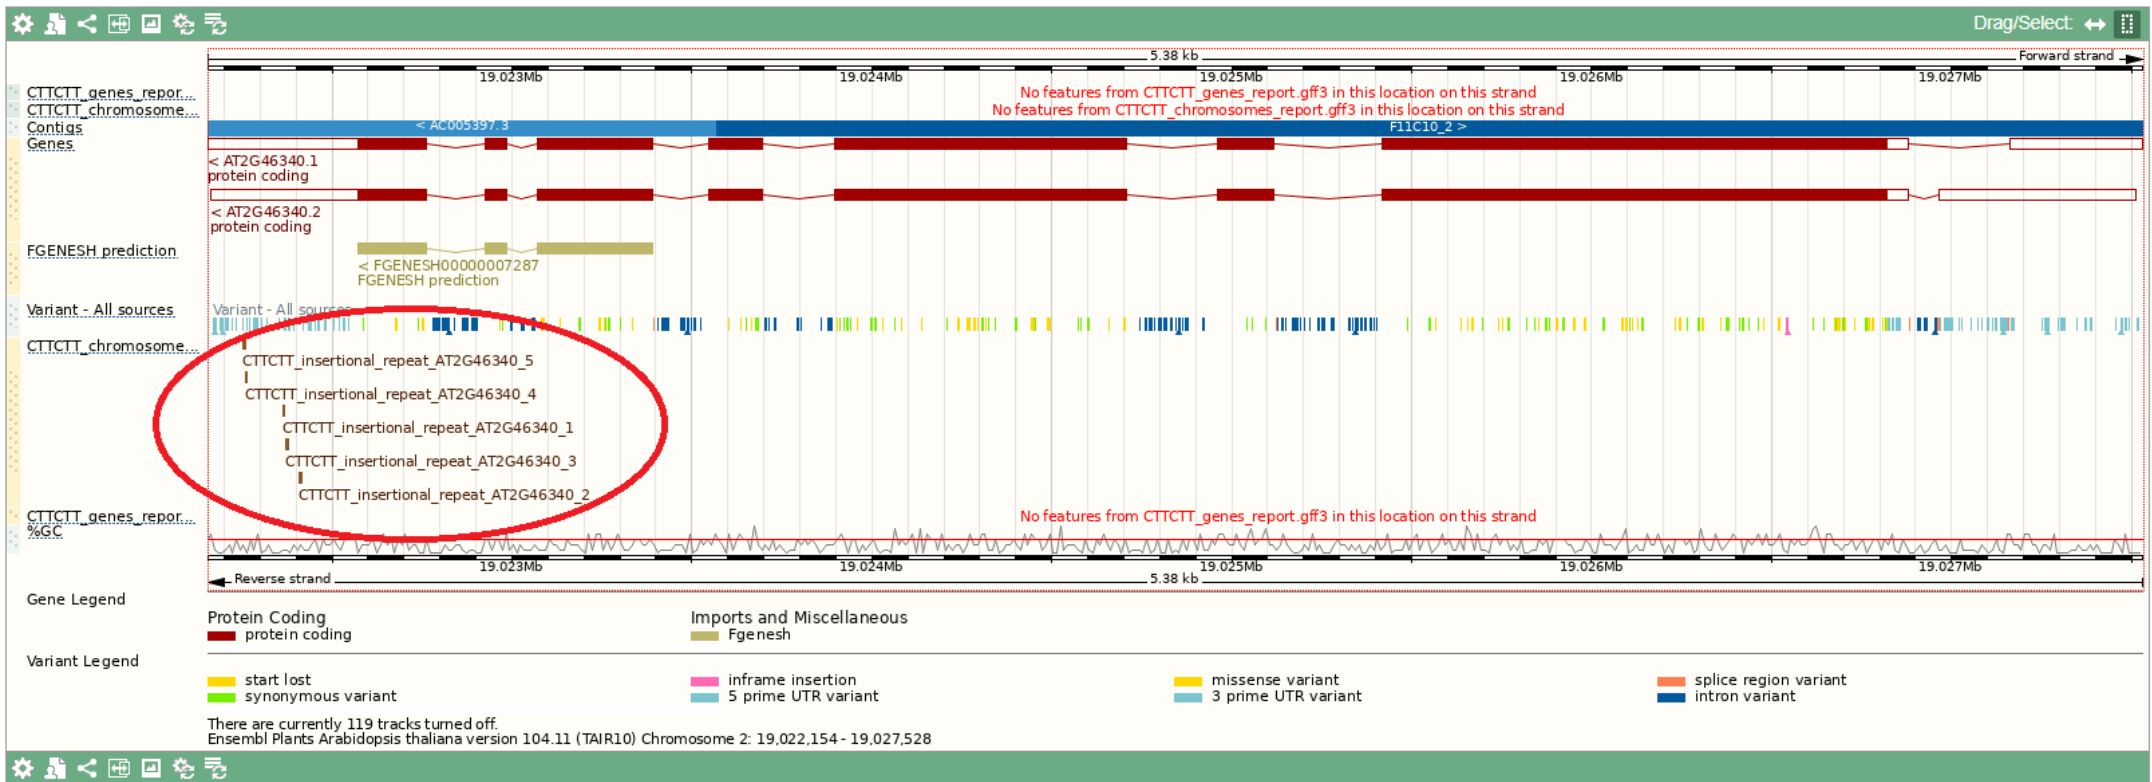 Drag/Select:
5.38 kb
Forward strand
19.023Mb 19.024Mb 19.025Mb 19.026Mb 19.027Mb
CTTCTT_genes_repor... No features from CTTCTT_genes_report.gff3 in this location on this strand
CTTCTT_chromosome... No features from CTTCTT_chromosomes_report.gff3 in this location on this strand
Contigs < AC005397.3 F11C10_2 >
Genes
< AT2G46340.1
protein coding
< AT2G46340.2
protein coding
FGENESH prediction
< FGENESH00000007287
FGENESH prediction
Variant - All sources Variant - All sources
CTTCTT_chromosome...
CTTCTT_insertional_repeat_AT2G46340_5
CTTCTT_insertional_repeat_AT2G46340_4
CTTCTT_insertional_repeat_AT2G46340_1
CTTCTT_insertional_repeat_AT2G46340_3
CTTCTT_insertional_repeat_AT2G46340_2
CTTCTT_genes_repor... No features from CTTCTT_genes_report.gff3 in this location on this strand
%GC
19.023Mb 19.024Mb 19.025Mb 19.026Mb 19.027Mb
Reverse strand 5.38 kb
Gene Legend
Protein Coding Imports and Miscellaneous
protein coding Fgenesh
Variant Legend
start lost inframe insertion missense variant splice region variant
synonymous variant 5 prime UTR variant 3 prime UTR variant intron variant
There are currently 119 tracks turned off.
Ensembl Plants Arabidopsis thaliana version 104.11 (TAIR10) Chromosome 2: 19,022,154 - 19,027,528